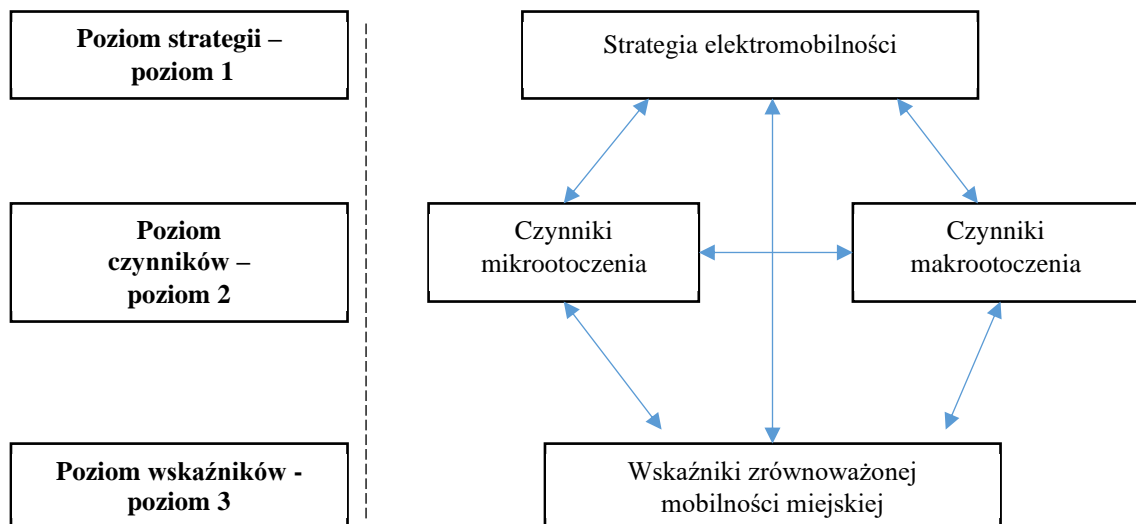 Poziom strategii –
poziom 1
Strategia elektromobilności
Poziom
czynników –
poziom 2
Czynniki
mikrootoczenia
Czynniki
makrootoczenia
Poziom wskaźników -
poziom 3
Wskaźniki zrównoważonej
mobilności miejskiej